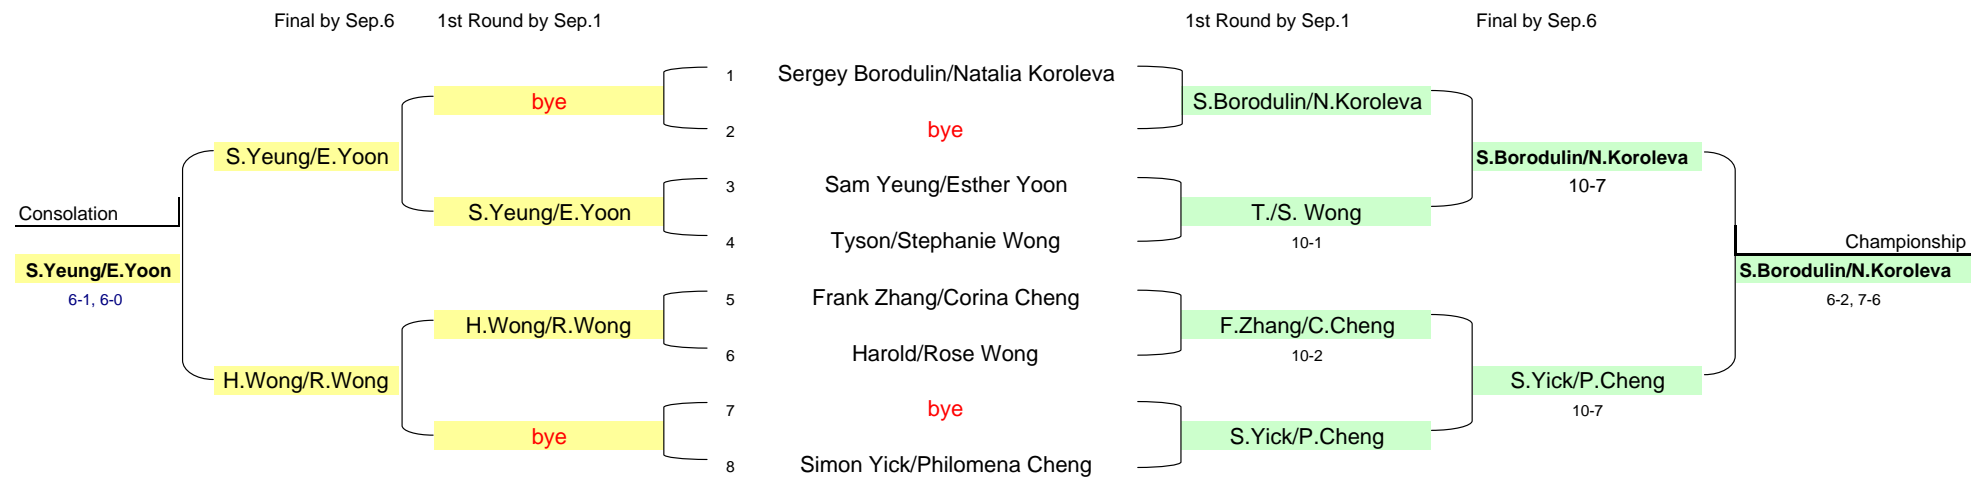 Final by Sep.6 1st Round by Sep.1 1st Round by Sep.1 Final by Sep.6
1 Sergey Borodulin/Natalia Koroleva
bye S.Borodulin/N.Koroleva
2 bye
S.Yeung/E.Yoon S.Borodulin/N.Koroleva
3 Sam Yeung/Esther Yoon 10-7
Consolation S.Yeung/E.Yoon T./S. Wong
4 Tyson/Stephanie Wong 10-1 Championship
S.Yeung/E.Yoon S.Borodulin/N.Koroleva
6-1, 6-0 5 Frank Zhang/Corina Cheng 6-2, 7-6
H.Wong/R.Wong F.Zhang/C.Cheng
6 Harold/Rose Wong 10-2
H.Wong/R.Wong S.Yick/P.Cheng
7 bye 10-7
bye S.Yick/P.Cheng
8 Simon Yick/Philomena Cheng